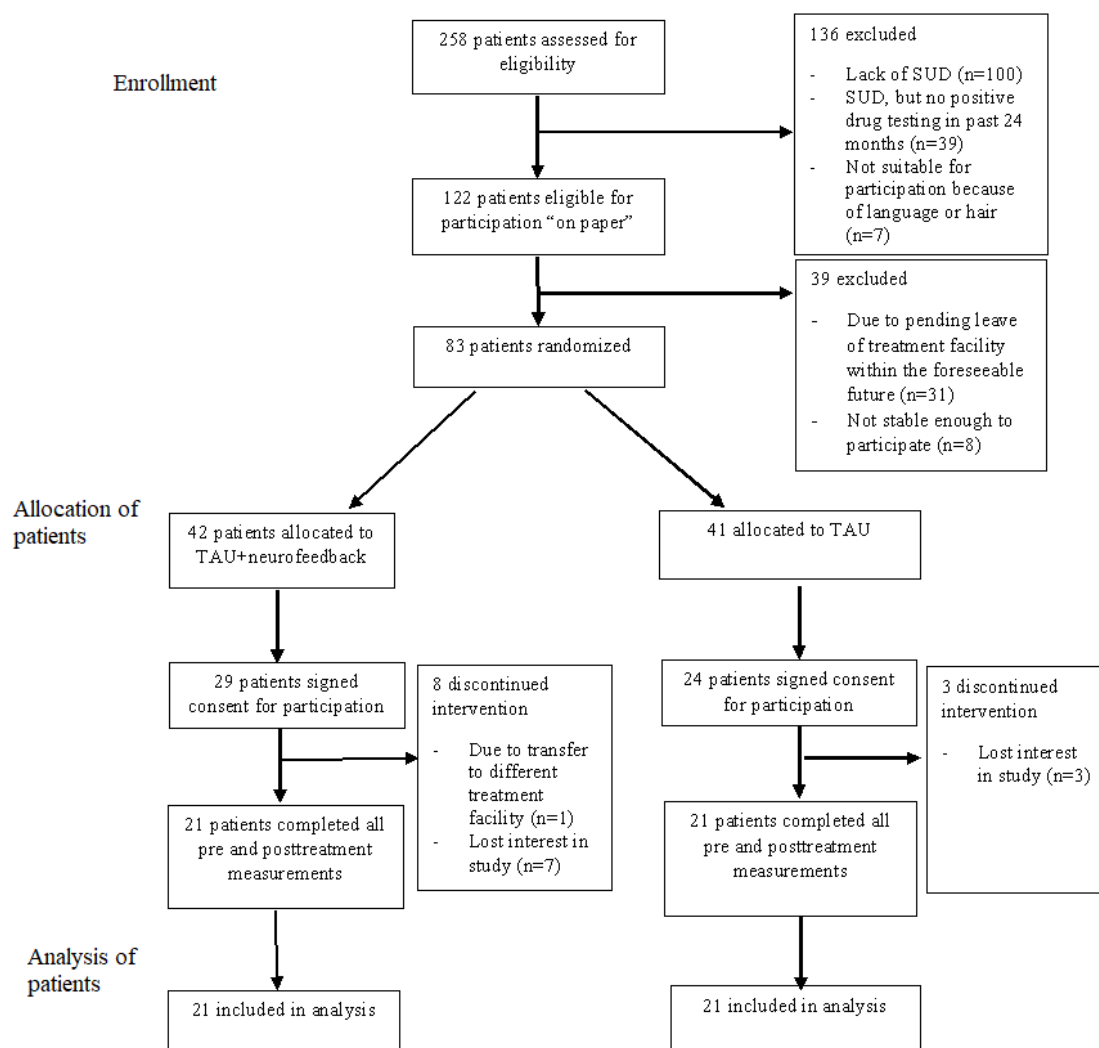 258 patients assessed for
eligibility
136 excluded
- Lack of SUD (n=100)
- SUD, but no positive
drug testing in past 24
months (n=39)
- Not suitable for
participation because
of language or hair
(n=7)
Enrollment
122 patients eligible for
participation “on paper”
39 excluded
- Due to pending leave
of treatment facility
within the foreseeable
future (n=31)
- Not stable enough to
participate (n=8)
83 patients randomized
Allocation of
patients
42 patients allocated to
TAU+neurofeedback
41 allocated to TAU
29 patients signed
consent for participation
8 discontinued
intervention
- Due to transfer
to different
treatment
facility (n=1)
- Lost interest in
study (n=7)
24 patients signed consent
for participation
3 discontinued
intervention
- Lost interest
in study (n=3)
21 patients completed all
pre and posttreatment
measurements
21 patients completed all
pre and posttreatment
measurements
Analysis of
patients
21 included in analysis
21 included in analysis